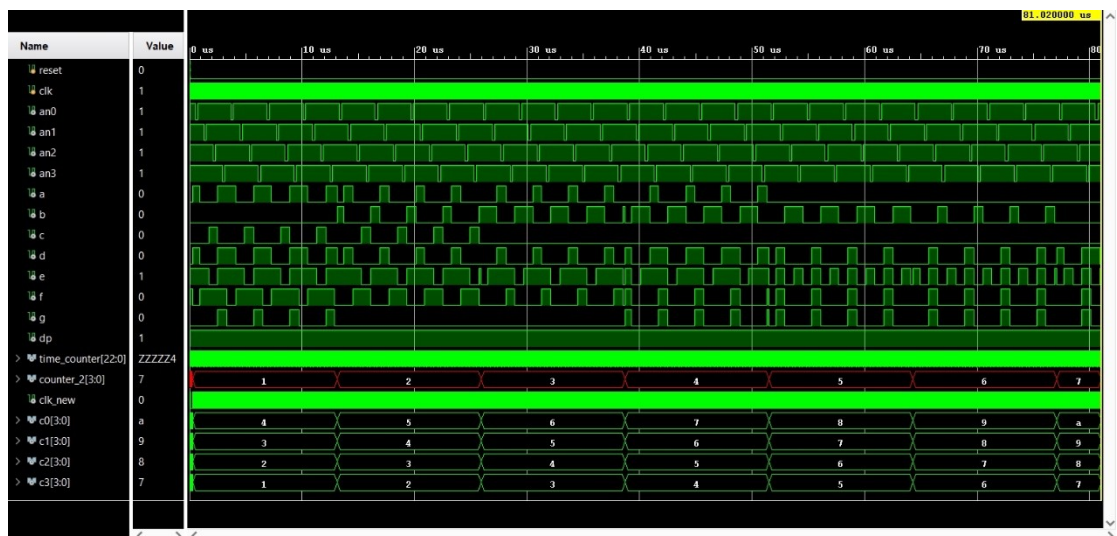 81.020000 us
Name Value 0 us 10 us 20 us 30 us 40 us 50 us 60 us 70 us 80
reset 0
clk 1
an0 1
an1 1
an2 1
an3 1
a 0
b 0
c 0
d 0
e 1
f 0
g 0
dp 1
time_counter[22:0] ZZZZZ4
counter_2[3:0] 7 1 2 3 4 5 6 7
clk_new 0
c0[3:0] a 4 5 6 7 8 9 a
c1[3:0] 9 3 4 5 6 7 8 9
c2[3:0] 8 2 3 4 5 6 7 8
c3[3:0] 7 1 2 3 4 5 6 7